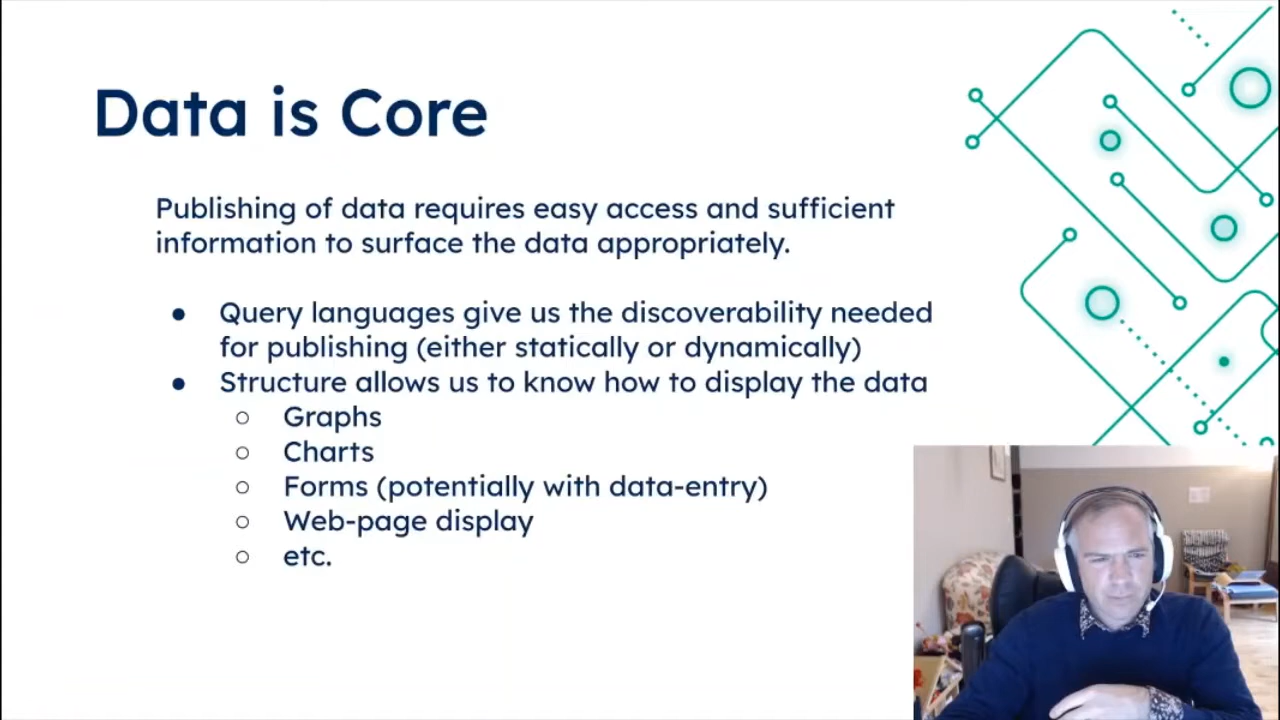 Data is Core
Publishing of data requires easy access and sufficient
information to surface the data appropriately.
● Query languages give us the discoverability needed
for publishing (either statically or dynamically)
● Structure allows us to know how to display the data
○ Graphs
○ Charts
○ Forms (potentially with data-entry)
○ Web-page display
○ etc.